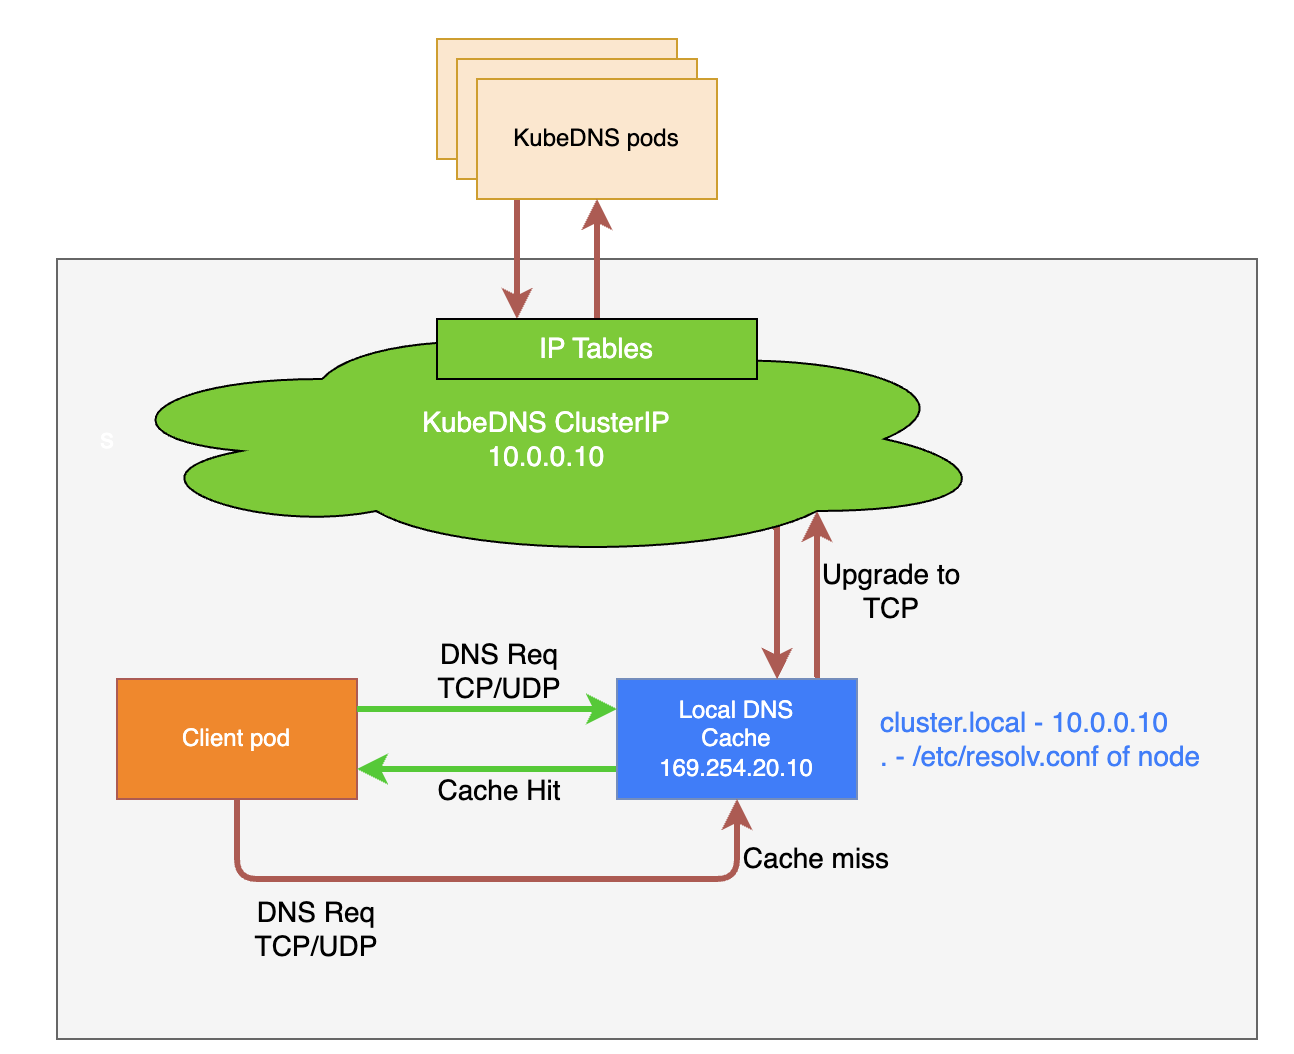 KubeDNS pods
IP Tables
KubeDNS ClusterIP
10.0.0.10
s
Upgrade to
TCP
DNS Req
TCP/UDP
Client pod
Local DNS
Cache
169.254.20.10
cluster.local - 10.0.0.10
. - /etc/resolv.conf of node
Cache Hit
Cache miss
DNS Req
TCP/UDP